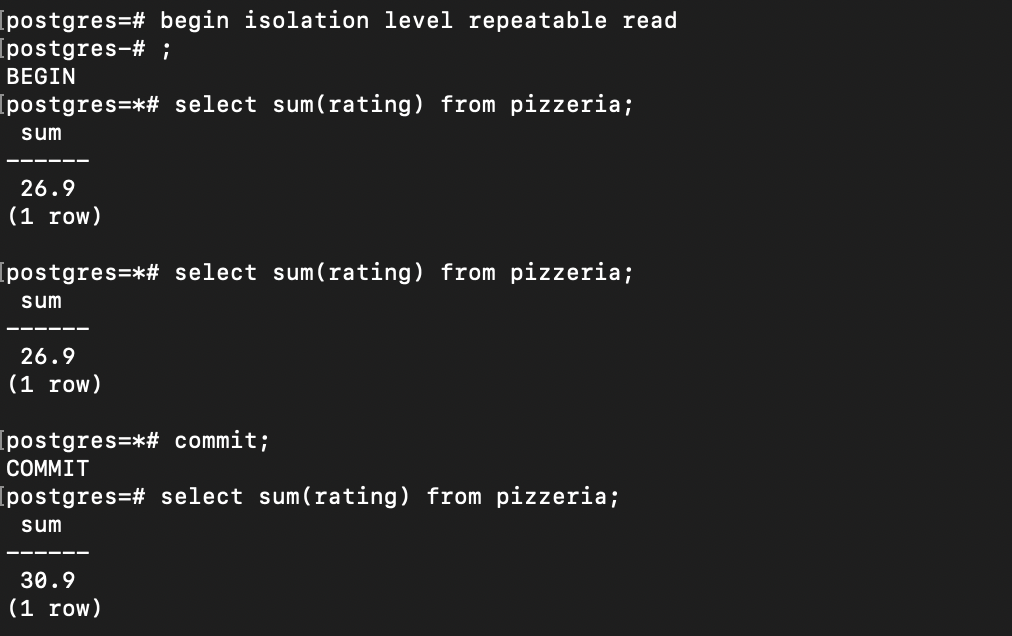 [postgres=# begin isolation level repeatable read
[postgres-# ;
BEGIN
[postgres=*# select sum(rating) from pizzeria;
 sum
------
 26.9
(1 row)

[postgres=*# select sum(rating) from pizzeria;
 sum
------
 26.9
(1 row)

[postgres=*# commit;
COMMIT
[postgres=# select sum(rating) from pizzeria;
 sum
------
 30.9
(1 row)